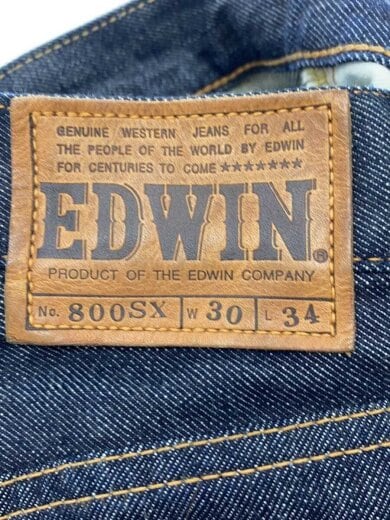 GENUINE WESTERN JEANS FOR ALL
THE PEOPLE OF THE WORLD BY EDWIN
FOR CENTURIES TO COME ★★★★★★★
EDWIN®
PRODUCT OF THE EDWIN COMPANY
No. 800SX W 30 L 34